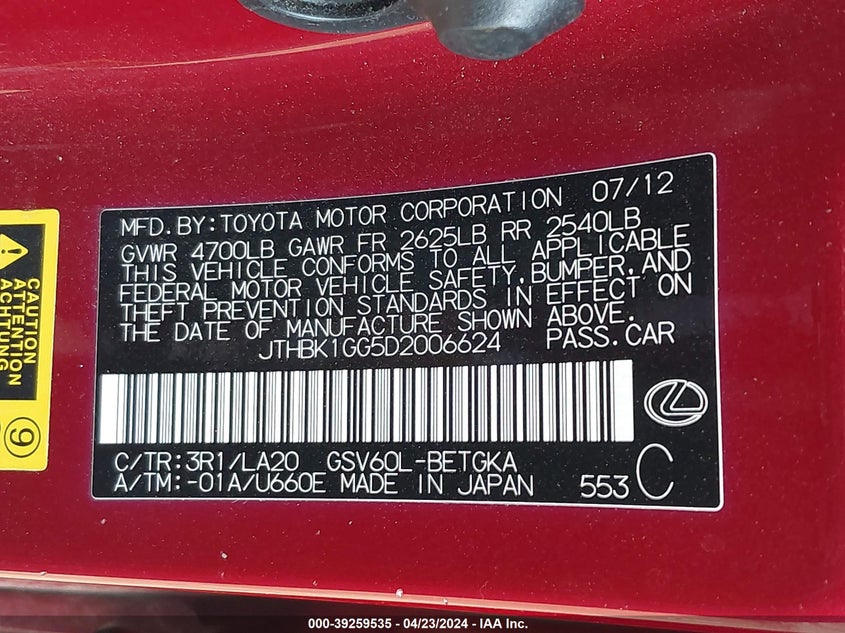 MFD. BY: TOYOTA MOTOR CORPORATION 07/12
GVWR 4700LB GAWR FR 2625LB RR 2540LB
THIS VEHICLE CONFORMS TO ALL APPLICABLE
FEDERAL MOTOR VEHICLE SAFETY, BUMPER, AND
THEFT PREVENTION STANDARDS IN EFFECT ON
THE DATE OF MANUFACTURE SHOWN ABOVE.
JTHBK1GG5D2006624 PASS.CAR
C/TR: 3R1/LA20 GSV60L-BETGKA
A/TM: -01A/U660E MADE IN JAPAN 553 C
CAUTION
ATTENTION
ACHTUNG
9
000-39259535 - 04/23/2024 - IAA Inc.